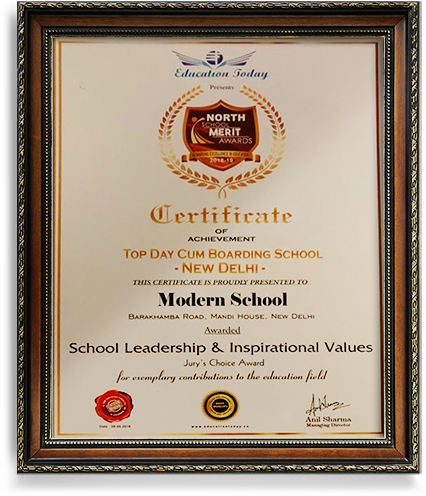 Education Today
Presents
NORTH
SCHOOL
MERIT
AWARDS
2018-19
Certificate
OF
ACHIEVEMENT
TOP DAY CUM BOARDING SCHOOL
- NEW DELHI -
THIS CERTIFICATE IS PROUDLY PRESENTED TO
Modern School
BARAKHAMBA ROAD, MANDI HOUSE, NEW DELHI
Awarded
School Leadership & Inspirational Values
Jury's Choice Award
for exemplary contributions to the education field
Anil Sharma
Managing Director
www.educationtoday.co